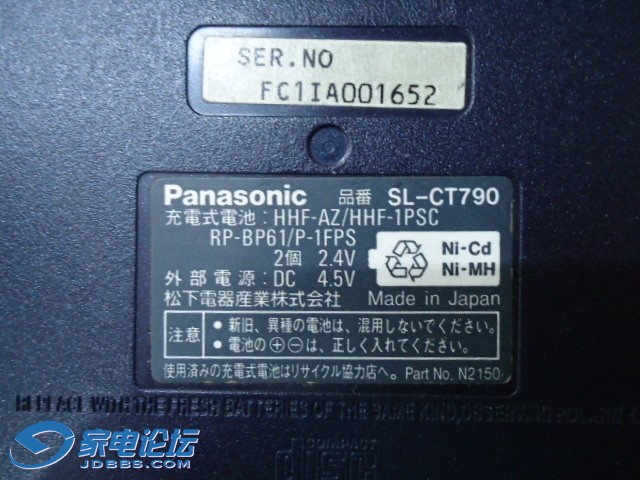 SER.NO
FC1IA001652
Panasonic 品番 SL-CT790
充電式電池:HHF-AZ/HHF-1PSC
RP-BP61/P-1FPS
2個 2.4V
外部電源:DC 4.5V
Ni-Cd
Ni-MH
松下電器産業株式会社 Made in Japan
注意
• 新旧、異種の電池は、混用しないでください。
• 電池の⊕⊖は、正しく入れてください。
使用済みの充電式電池はリサイクル協力店へ。 Part No. N2150
REPLACE WITH THE FRESH BATTERIES OF THE SAME KIND,OBSERVING
COMPACT
disc
家电论坛
JDBBS.COM